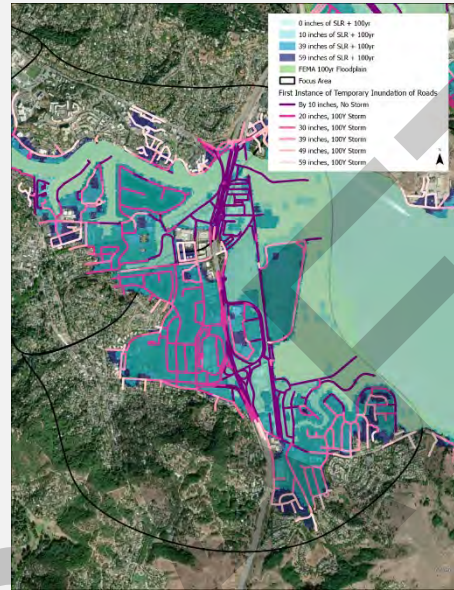 0 inches of SLR + 100yr
10 inches of SLR + 100yr
39 inches of SLR + 100yr
59 inches of SLR + 100yr
FEMA 100yr Floodplain
Focus Area
First Instance of Temporary Inundation of Roads
By 10 inches, No Storm
20 inches, 100Y Storm
30 inches, 100Y Storm
39 inches, 100Y Storm
49 inches, 100Y Storm
59 inches, 100Y Storm